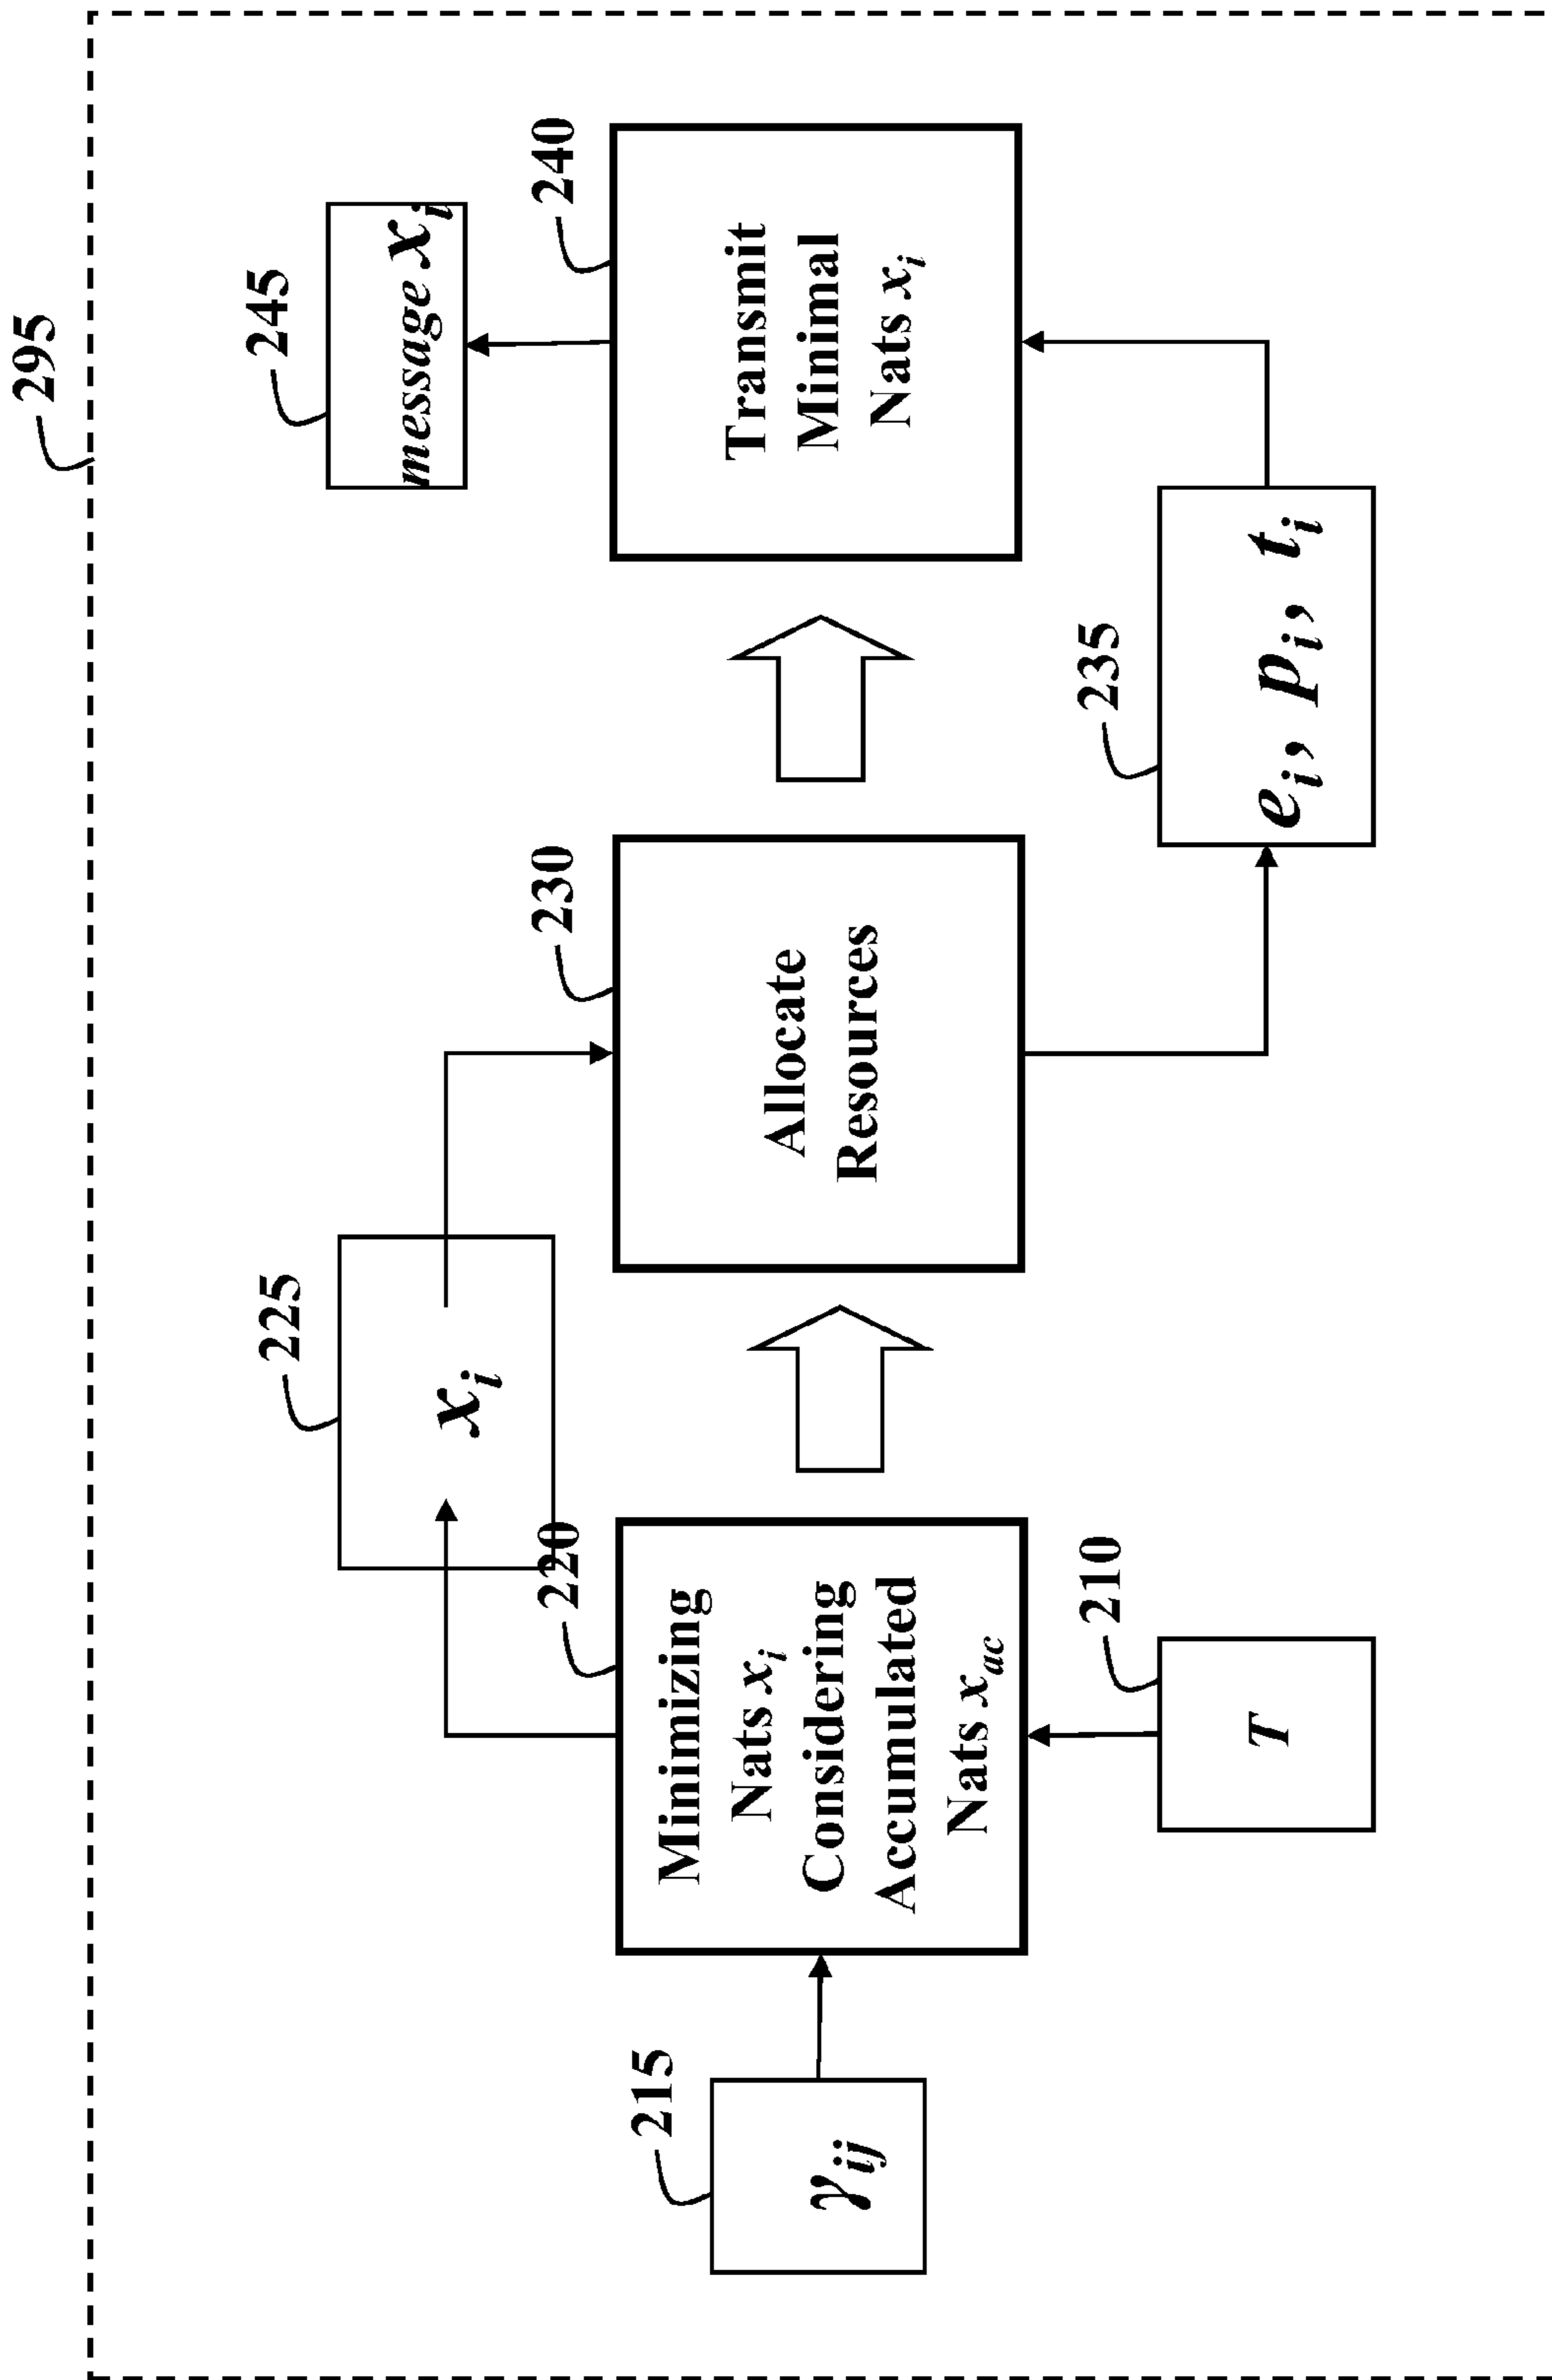 295
225
x_i
245
message x_i
215
γ_ij
220
Minimizing
Nats x_i
Considering
Accumulated
Nats x_ac
230
Allocate
Resources
240
Transmit
Minimal
Nats x_i
210
T
235
e_i, p_i, t_i